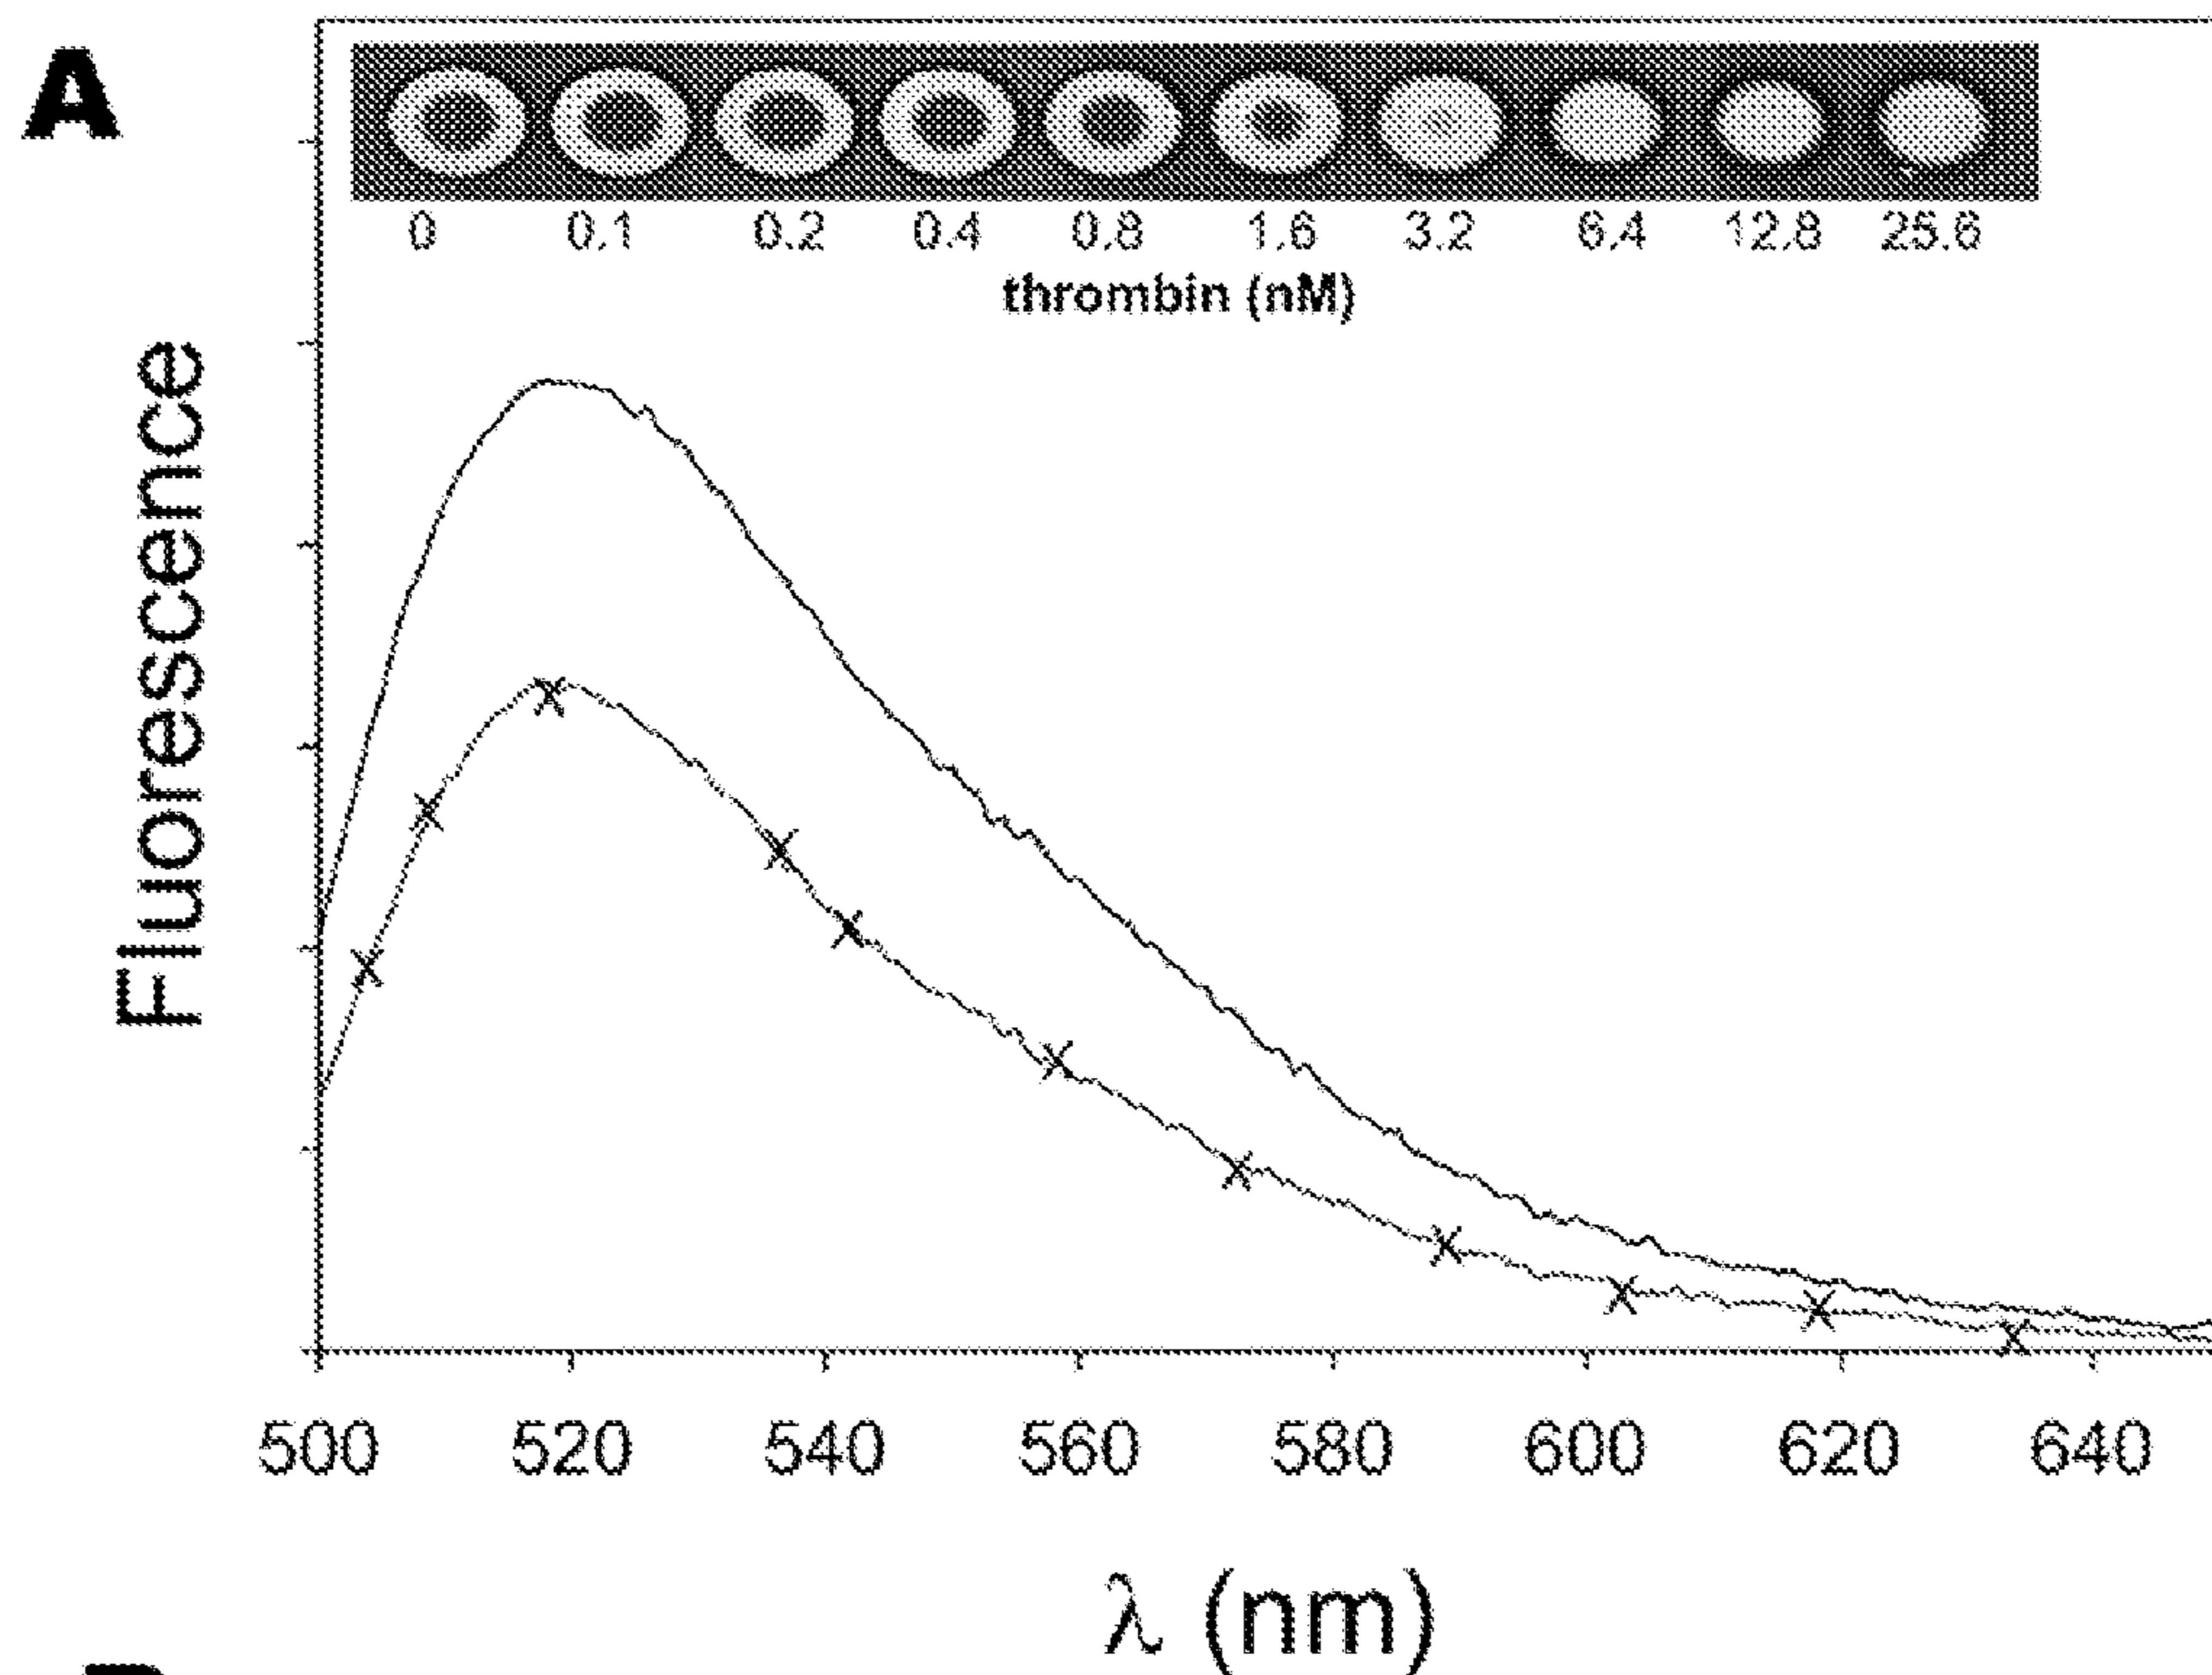 A
0 0.1 0.2 0.4 0.8 1.6 3.2 6.4 12.8 25.6
thrombin (nM)
Fluorescence
500 520 540 560 580 600 620 640
λ (nm)